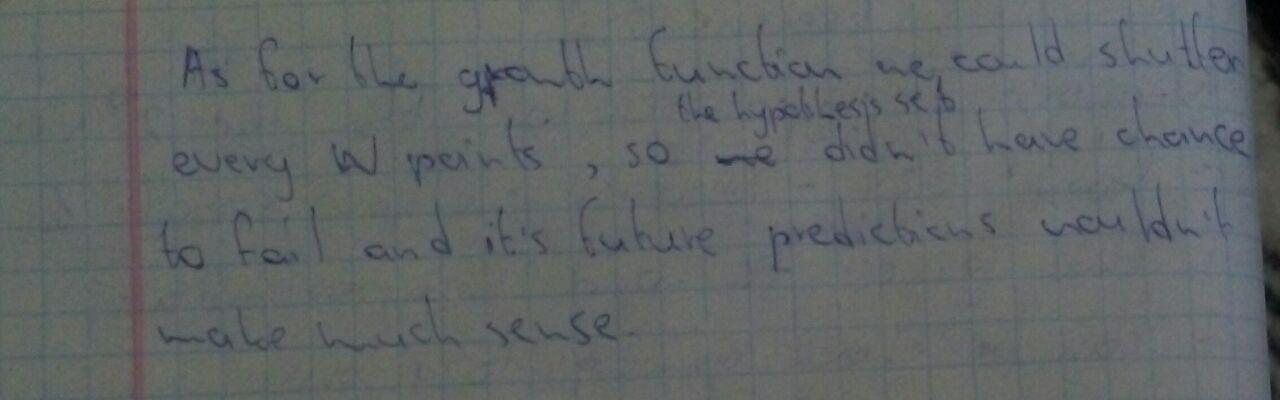 As for the growth function we could shutter
the hypothesis set
every N points, so we didn't have chance
to fail and it's future predictions wouldn't
make much sense.